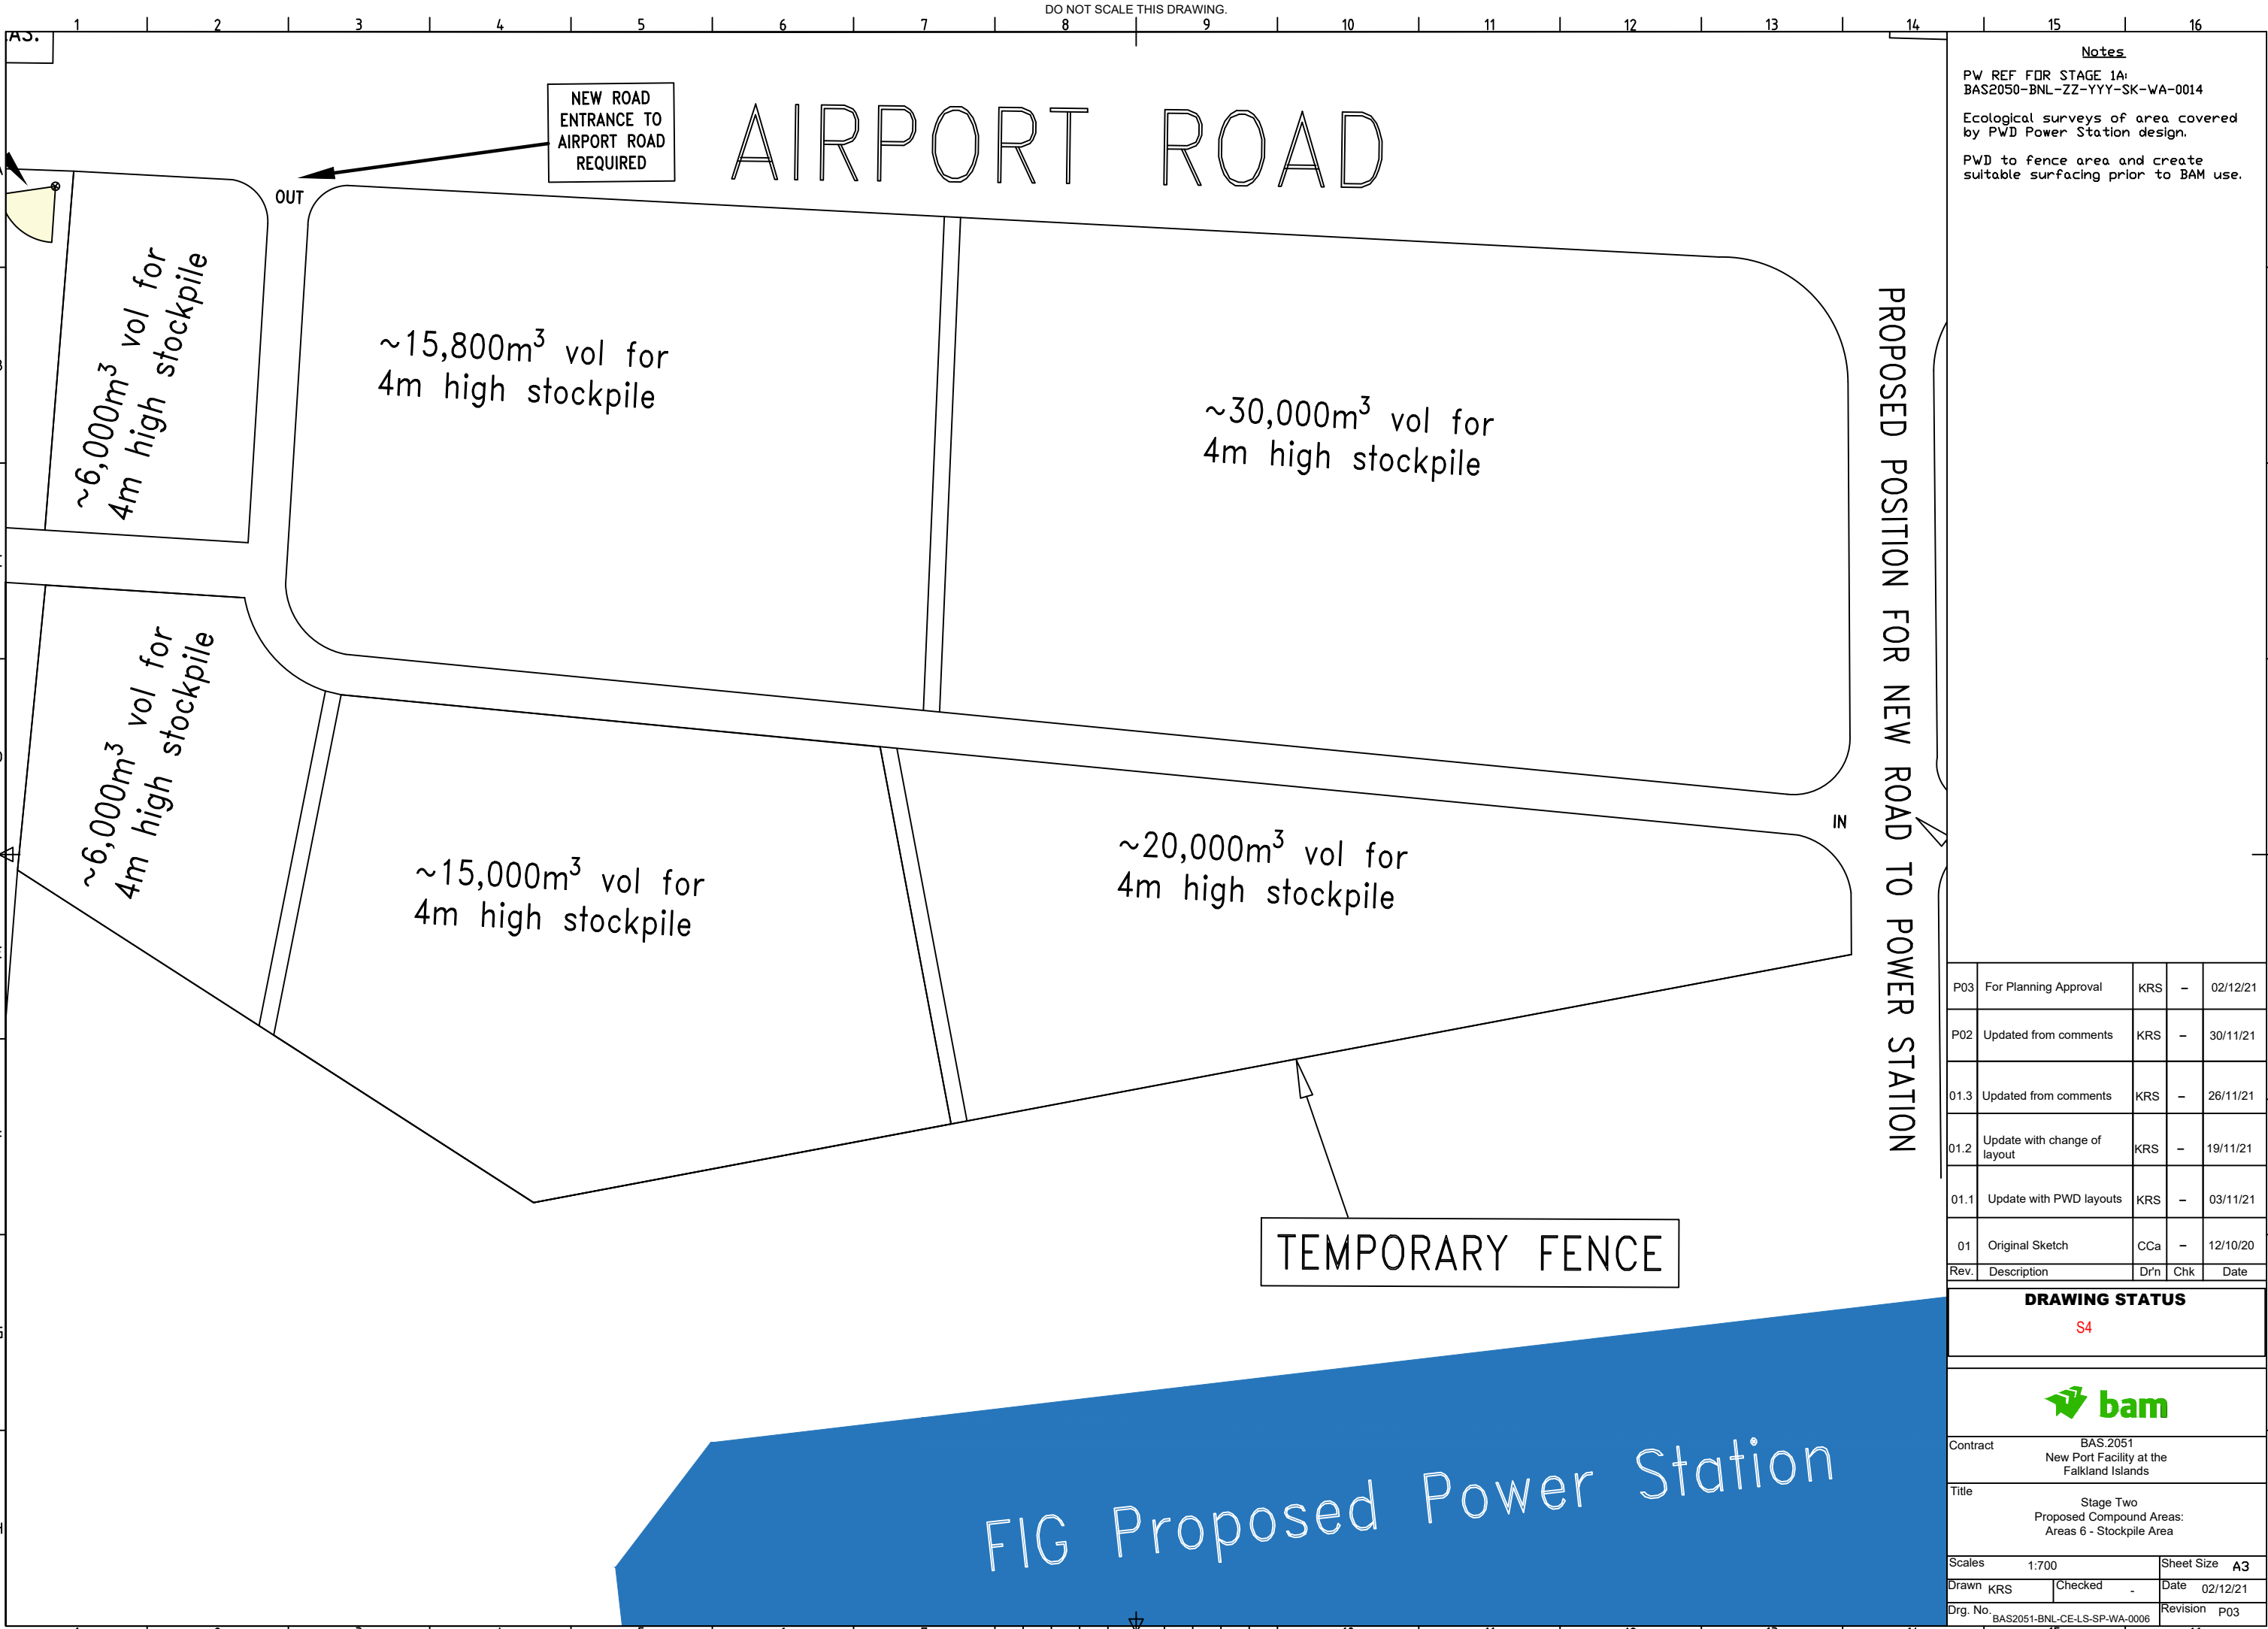 DO NOT SCALE THIS DRAWING.
1 2 3 4 5 6 7 8 9 10 11 12 13 14 15 16
AS.
NEW ROAD
ENTRANCE TO
AIRPORT ROAD
REQUIRED
AIRPORT ROAD
OUT
~6,000m³ vol for
4m high stockpile
~15,800m³ vol for
4m high stockpile
~30,000m³ vol for
4m high stockpile
~6,000m³ vol for
4m high stockpile
~15,000m³ vol for
4m high stockpile
~20,000m³ vol for
4m high stockpile
IN
PROPOSED POSITION FOR NEW ROAD TO POWER STATION
TEMPORARY FENCE
FIG Proposed Power Station
Notes
PW REF FOR STAGE 1A:
BAS2050-BNL-ZZ-YYY-SK-WA-0014
Ecological surveys of area covered
by PWD Power Station design.
PWD to fence area and create
suitable surfacing prior to BAM use.
P03 For Planning Approval KRS - 02/12/21
P02 Updated from comments KRS - 30/11/21
01.3 Updated from comments KRS - 26/11/21
01.2 Update with change of
layout KRS - 19/11/21
01.1 Update with PWD layouts KRS - 03/11/21
01 Original Sketch CCa - 12/10/20
Rev. Description Dr'n Chk Date
DRAWING STATUS
S4
bam
Contract BAS.2051
New Port Facility at the
Falkland Islands
Title
Stage Two
Proposed Compound Areas:
Areas 6 - Stockpile Area
Scales 1:700 Sheet Size A3
Drawn KRS Checked - Date 02/12/21
Drg. No. BAS2051-BNL-CE-LS-SP-WA-0006 Revision P03